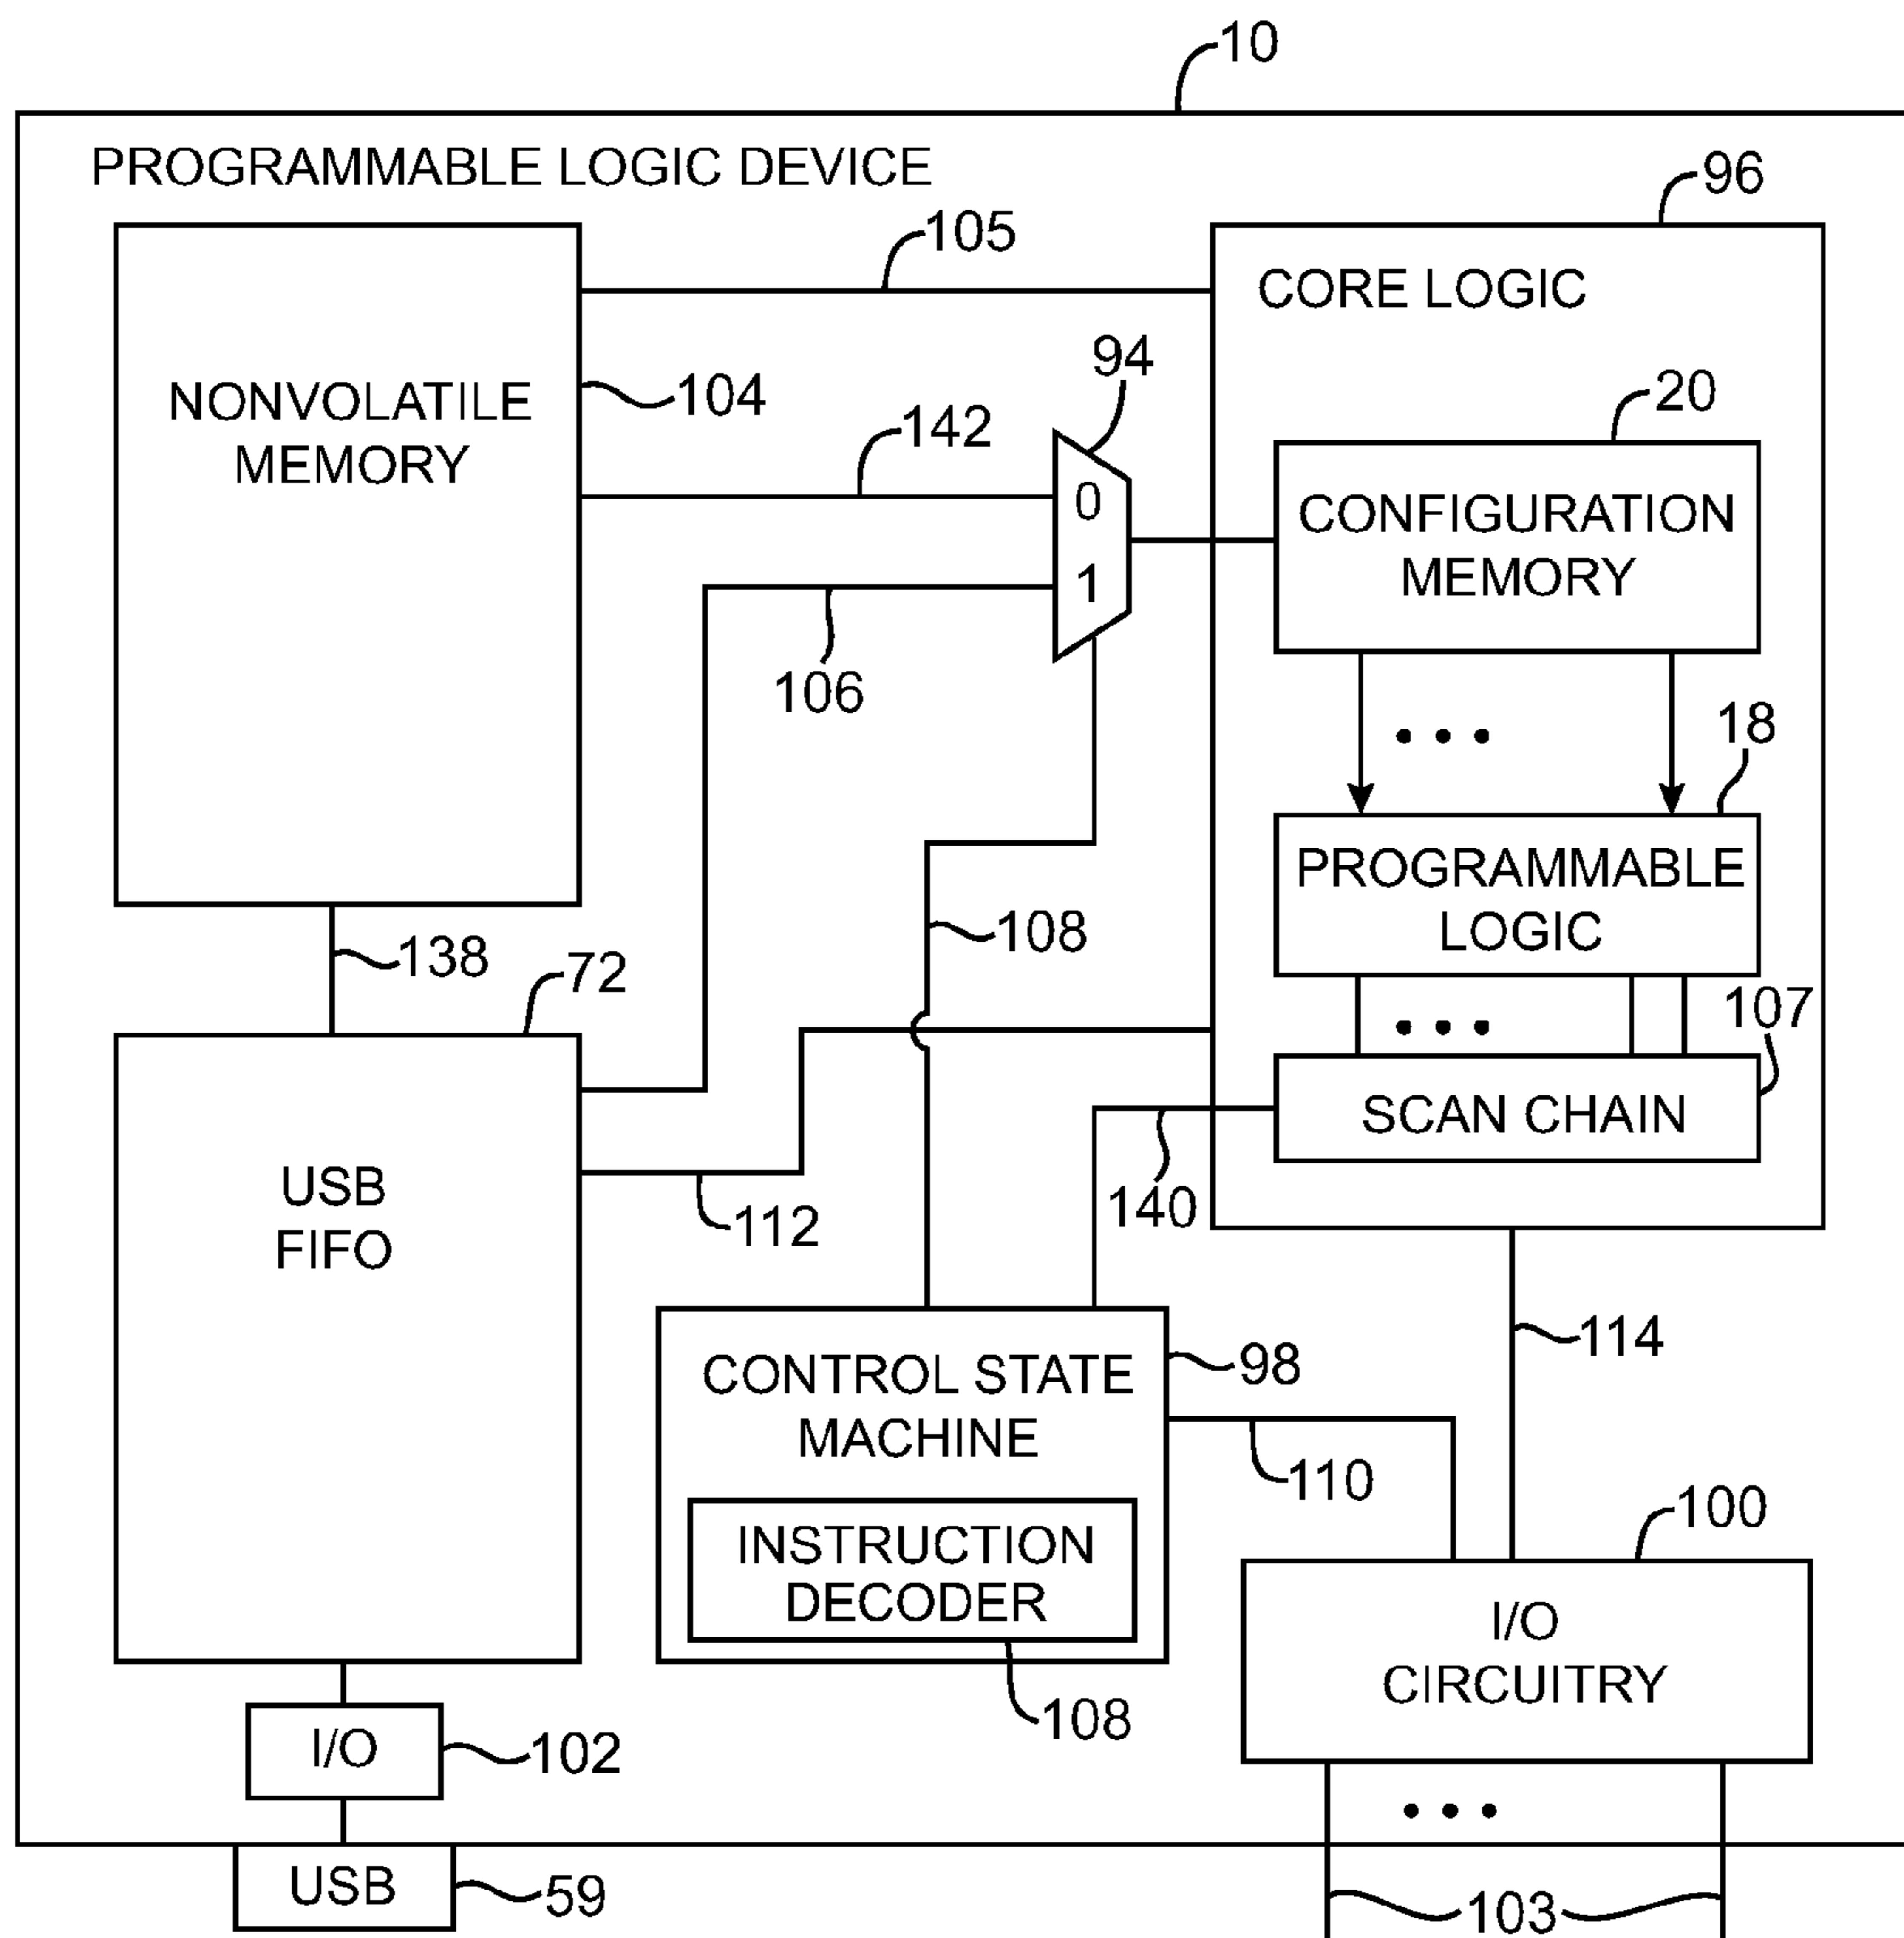 10
PROGRAMMABLE LOGIC DEVICE
96
105
CORE LOGIC
94
20
NONVOLATILE
MEMORY
104
142
0
CONFIGURATION
MEMORY
1
106
18
PROGRAMMABLE
LOGIC
108
138
72
107
SCAN CHAIN
USB
FIFO
112
140
114
CONTROL STATE
MACHINE
98
110
100
INSTRUCTION
DECODER
I/O
CIRCUITRY
108
I/O
102
USB
59
103